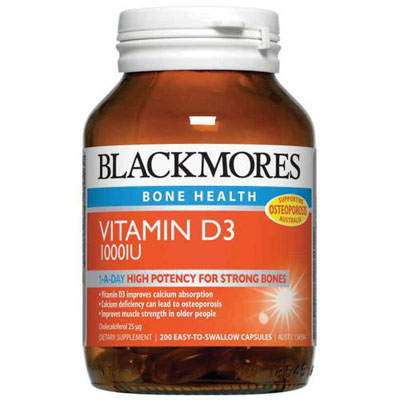 BLACKMORES
BONE HEALTH
SUPPORTING
OSTEOPOROSIS
AUSTRALIA
VITAMIN D3
1000IU
1-A-DAY HIGH POTENCY FOR STRONG BONES
• Vitamin D3 improves calcium absorption
• Calcium deficiency can lead to osteoporosis
• Improves muscle strength in older people
Cholecalciferol 25 µg
DIETARY SUPPLEMENT | 200 EASY-TO-SWALLOW CAPSULES